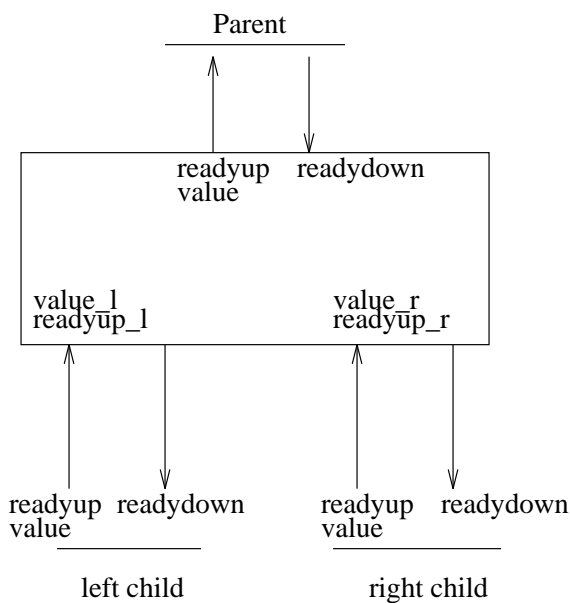 Parent
readyup readydown
value
value_l value_r
readyup_l readyup_r
readyup readydown readyup readydown
value value
left child right child